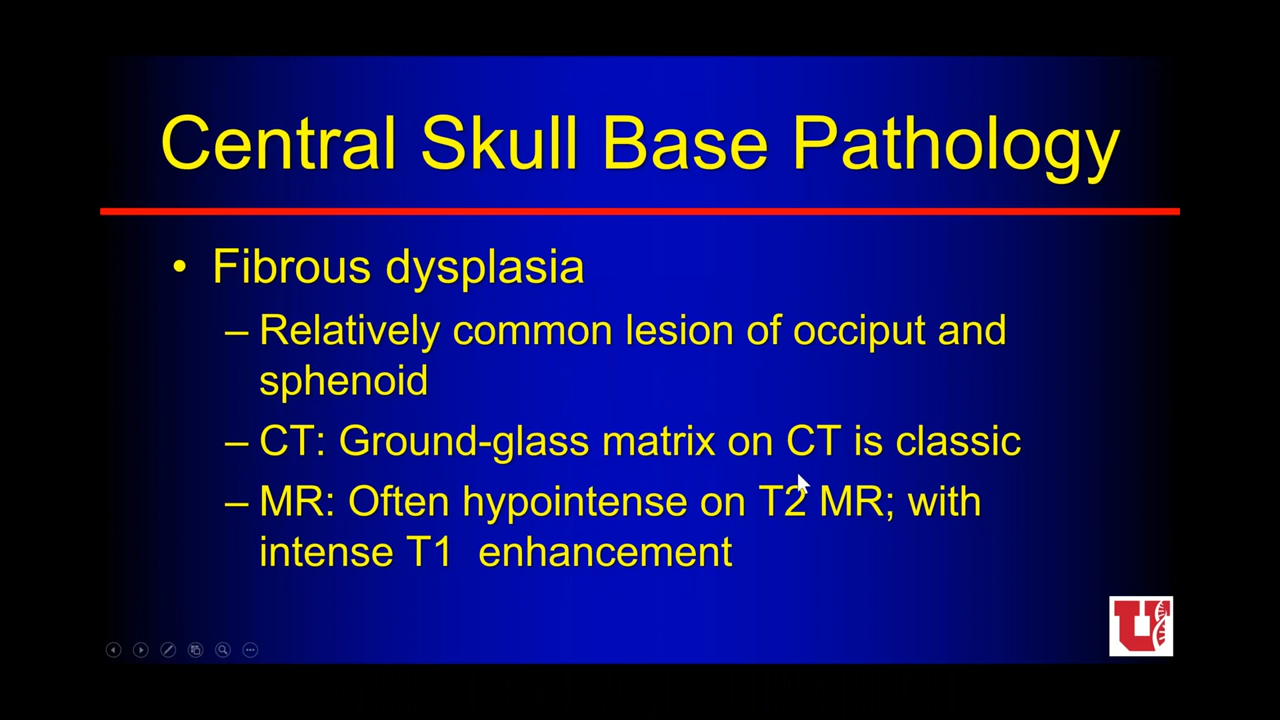 Central Skull Base Pathology
• Fibrous dysplasia
– Relatively common lesion of occiput and
sphenoid
– CT: Ground-glass matrix on CT is classic
– MR: Often hypointense on T2 MR; with
intense T1 enhancement
U